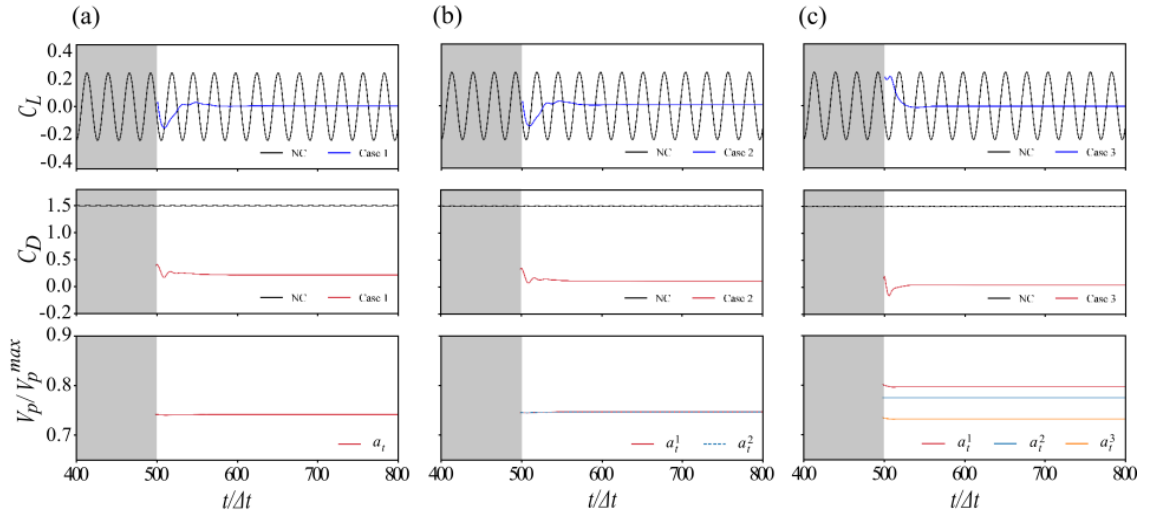 (a)
(b)
(c)
0.4
0.2
0.0
-0.2
-0.4
C_L
NC Case 1
NC Case 2
NC Case 3
1.5
1.0
0.5
0.0
-0.2
C_D
NC Case 1
NC Case 2
NC Case 3
0.9
0.8
0.7
V_p/V_p^max
a_t
a_t^1 a_t^2
a_t^1 a_t^2 a_t^3
400 500 600 700 800
400 500 600 700 800
400 500 600 700 800
t/Δt
t/Δt
t/Δt